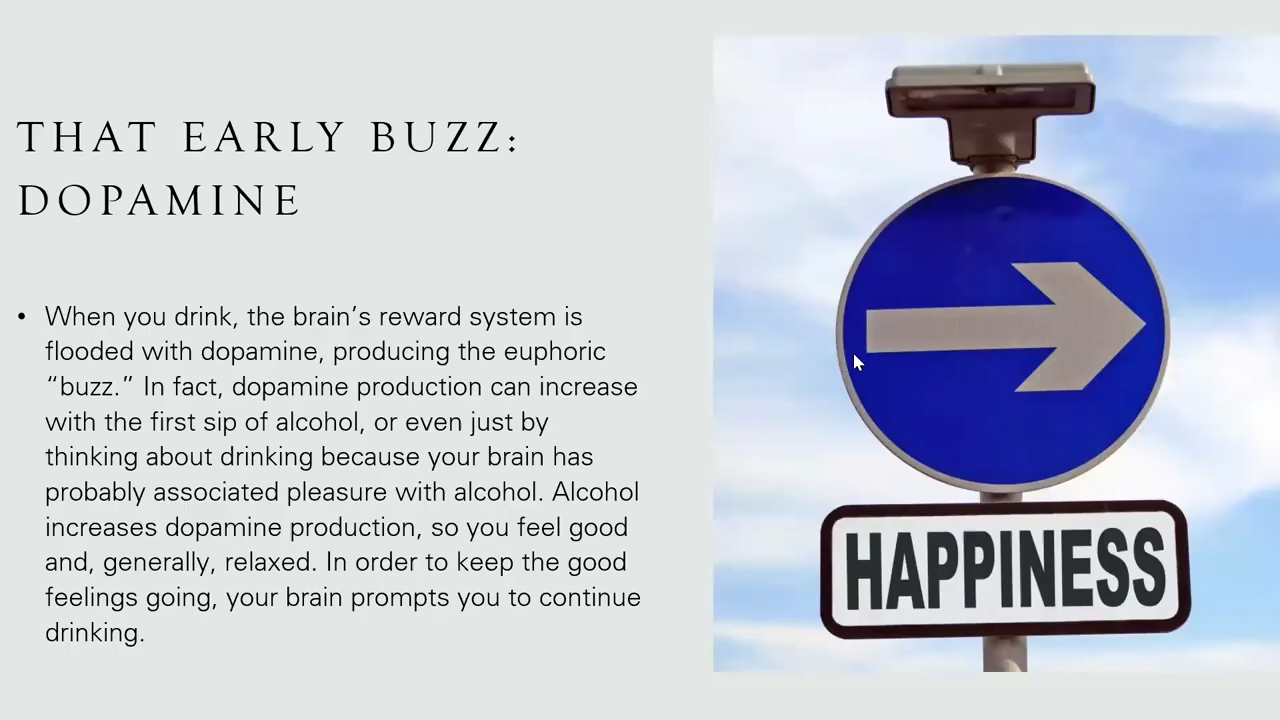 THAT EARLY BUZZ:
DOPAMINE
• When you drink, the brain’s reward system is
flooded with dopamine, producing the euphoric
“buzz.” In fact, dopamine production can increase
with the first sip of alcohol, or even just by
thinking about drinking because your brain has
probably associated pleasure with alcohol. Alcohol
increases dopamine production, so you feel good
and, generally, relaxed. In order to keep the good
feelings going, your brain prompts you to continue
drinking.
HAPPINESS